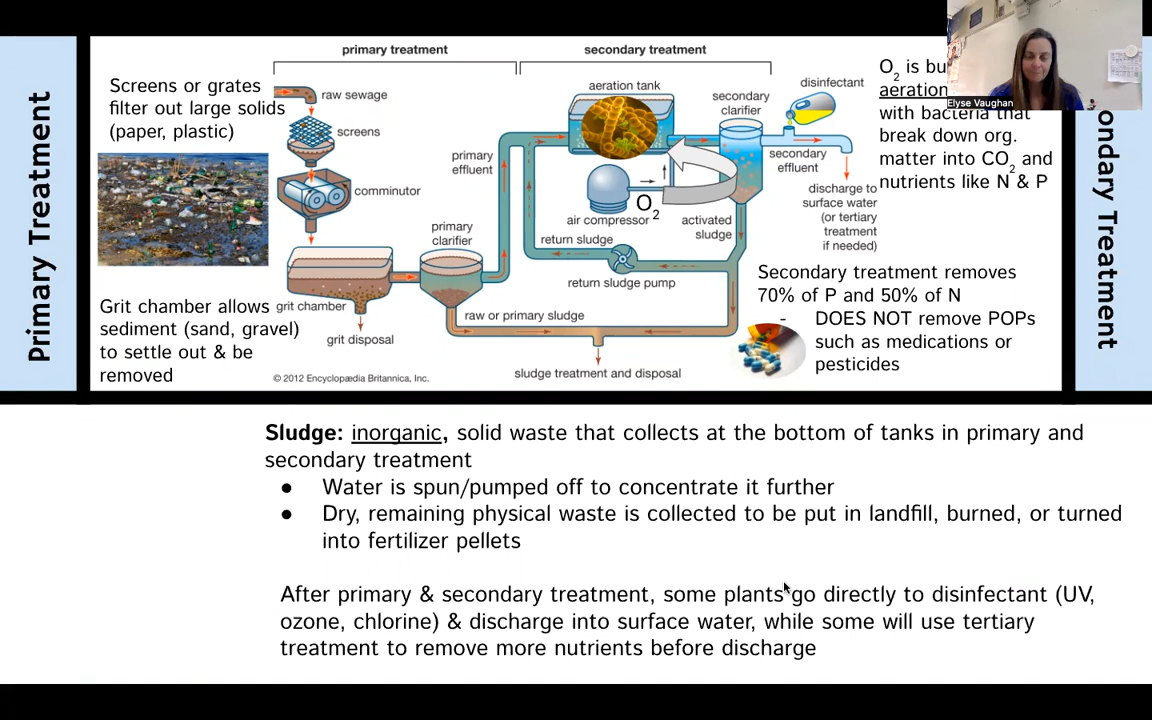 Primary Treatment
Screens or grates
filter out large solids
(paper, plastic)
Grit chamber allows
sediment (sand, gravel)
to settle out & be
removed
primary treatment
secondary treatment
raw sewage
screens
comminutor
grit chamber
grit disposal
primary
clarifier
primary
effluent
raw or primary sludge
sludge treatment and disposal
aeration tank
air compressor
O2
return sludge
return sludge pump
activated
sludge
secondary
clarifier
disinfectant
secondary
effluent
discharge to
surface water
(or tertiary
treatment
if needed)
© 2012 Encyclopædia Britannica, Inc.
O2 is
aeration
with bacteria that
break down org.
matter into CO2 and
nutrients like N & P
Elyse Vaughan
Secondary treatment removes
70% of P and 50% of N
- DOES NOT remove POPs
such as medications or
pesticides
Treatment
Sludge: inorganic, solid waste that collects at the bottom of tanks in primary and
secondary treatment
● Water is spun/pumped off to concentrate it further
● Dry, remaining physical waste is collected to be put in landfill, burned, or turned
into fertilizer pellets
After primary & secondary treatment, some plants go directly to disinfectant (UV,
ozone, chlorine) & discharge into surface water, while some will use tertiary
treatment to remove more nutrients before discharge